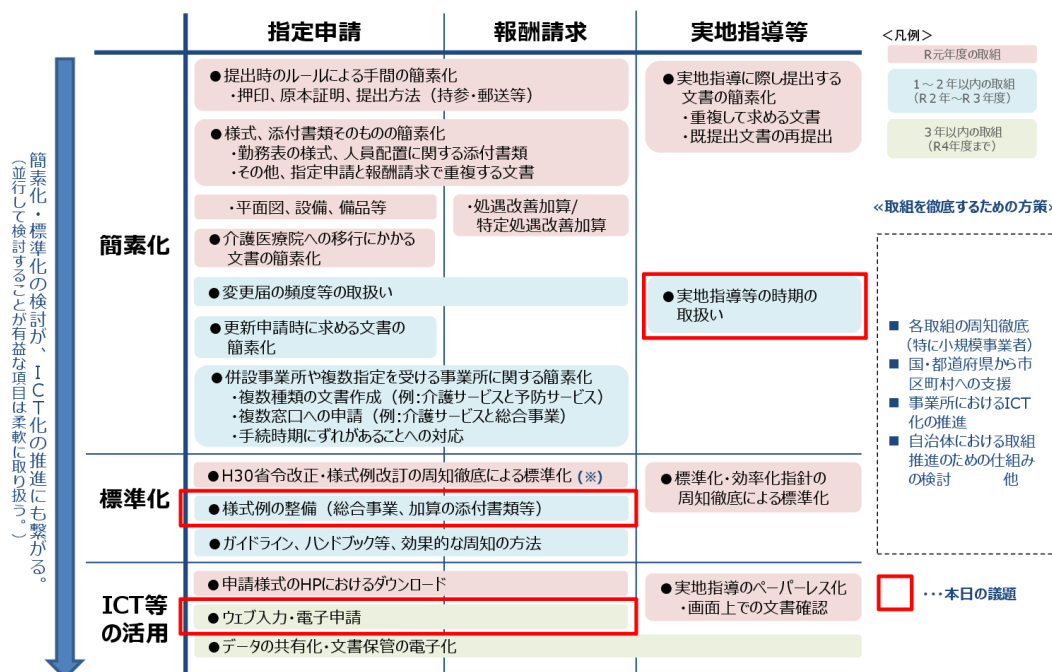 指定申請
報酬請求
実地指導等
簡素化・標準化の検討が、ICT化の推進にも繋がる。
(並行して検討することが有益な項目は柔軟に取り扱う。)
簡素化
●提出時のルールによる手間の簡素化
・押印、原本証明、提出方法(持参・郵送等)
●様式、添付書類そのものの簡素化
・勤務表の様式、人員配置に関する添付書類
・その他、指定申請と報酬請求で重複する文書
・平面図、設備、備品等
・処遇改善加算/
特定処遇改善加算
●介護医療院への移行にかかる
文書の簡素化
●変更届の頻度等の取扱い
●更新申請時に求める文書の
簡素化
●併設事業所や複数指定を受ける事業所に関する簡素化
・複数種類の文書作成(例:介護サービスと予防サービス)
・複数窓口への申請(例:介護サービスと総合事業)
・手続時期にずれがあることへの対応
●実地指導に際し提出する
文書の簡素化
・重複して求める文書
・既提出文書の再提出
●実地指導等の時期の
取扱い
標準化
●H30省令改正・様式例改訂の周知徹底による標準化 (※)
●様式例の整備(総合事業、加算の添付書類等)
●ガイドライン、ハンドブック等、効果的な周知の方法
●標準化・効率化指針の
周知徹底による標準化
ICT等
の活用
●申請様式のHPにおけるダウンロード
●ウェブ入力・電子申請
●データの共有化・文書保管の電子化
●実地指導のペーパーレス化
・画面上での文書確認
<凡例>
R元年度の取組
1~2年以内の取組
(R2年~R3年度)
3年以内の取組
(R4年度まで)
≪取組を徹底するための方策≫
■ 各取組の周知徹底
(特に小規模事業者)
■ 国・都道府県から市
区町村への支援
■ 事業所におけるICT
化の推進
■ 自治体における取組
推進のための仕組み
の検討 他
・・・本日の議題